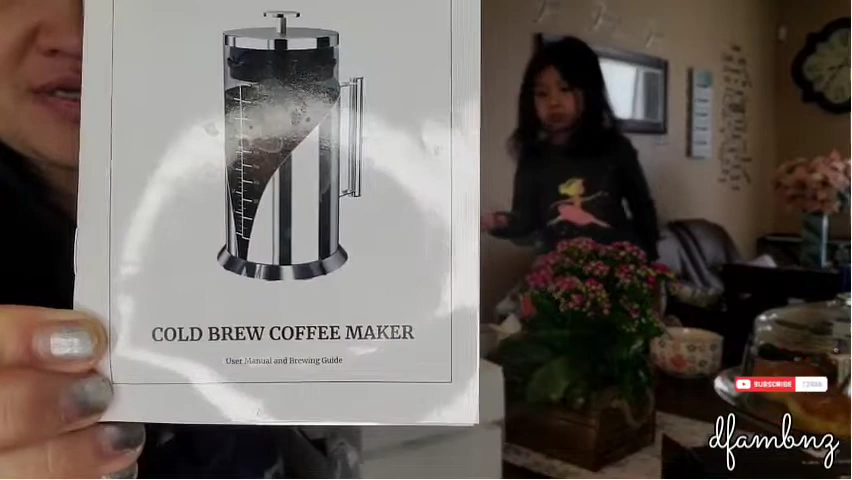 COLD BREW COFFEE MAKER
User Manual and Brewing Guide
SUBSCRIBE
dfambnz